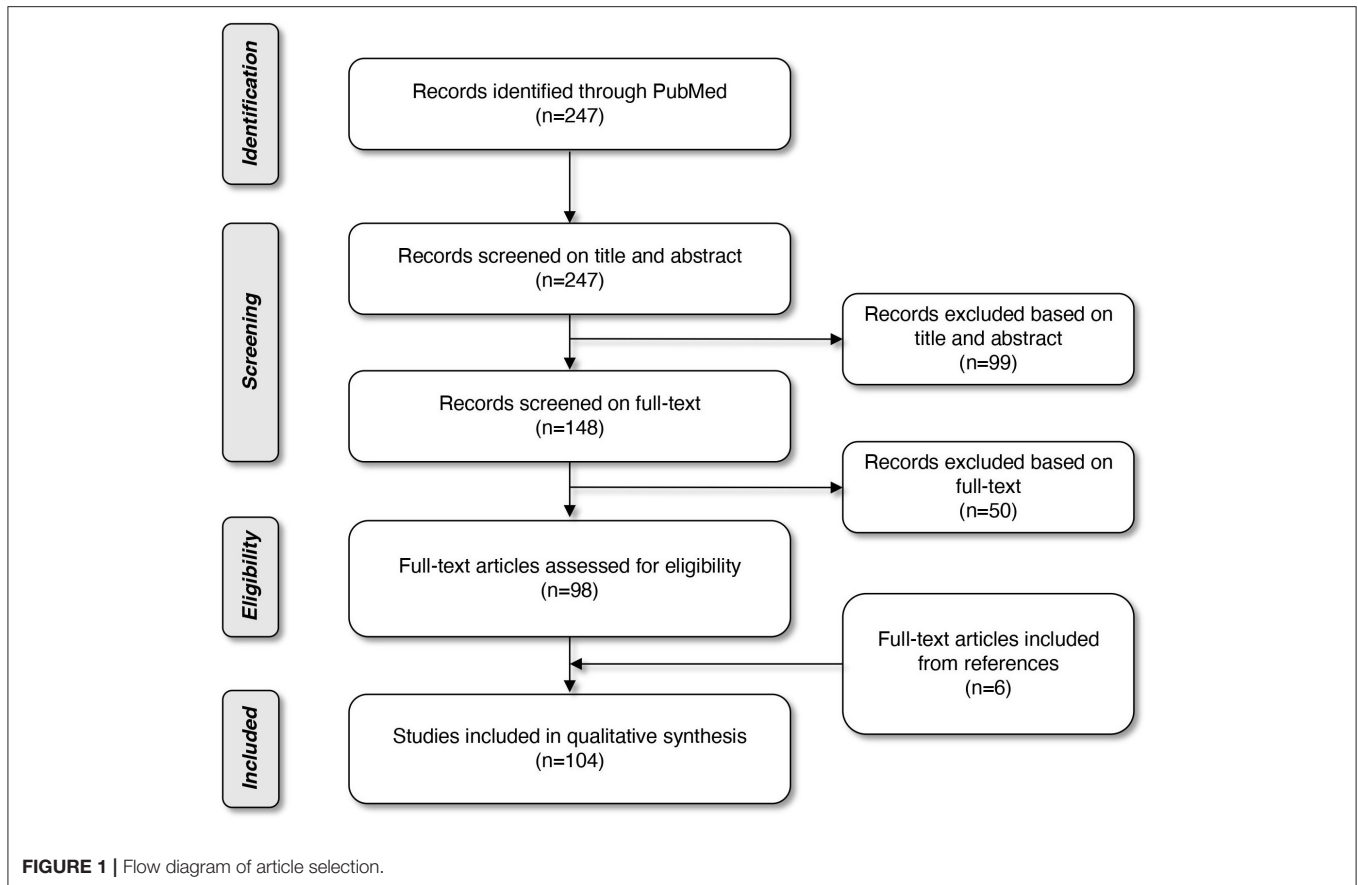 Identification
Records identified through PubMed
(n=247)
Screening
Records screened on title and abstract
(n=247)
Records excluded based on
title and abstract
(n=99)
Records screened on full-text
(n=148)
Records excluded based on
full-text
(n=50)
Eligibility
Full-text articles assessed for eligibility
(n=98)
Full-text articles included
from references
(n=6)
Included
Studies included in qualitative synthesis
(n=104)
FIGURE 1 | Flow diagram of article selection.